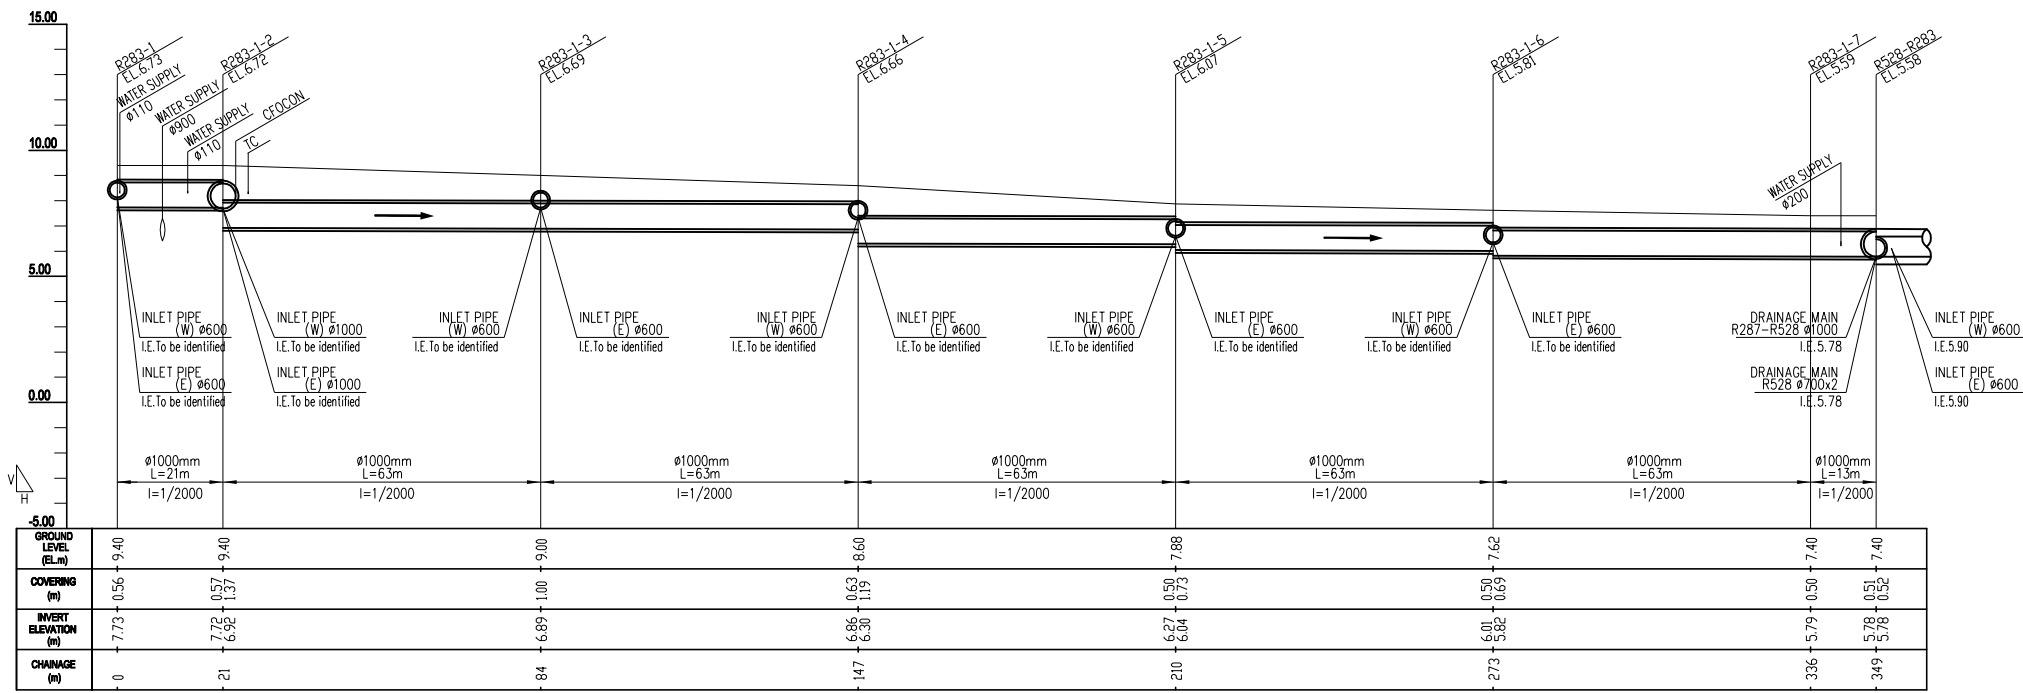 15.00
10.00
5.00
0.00
-5.00
R283-1
EL.6.73
R283-1-2
EL.6.72
R283-1-3
EL.6.69
R283-1-4
EL.6.66
R283-1-5
EL.6.07
R283-1-6
EL.5.81
R283-1-7
EL.5.59
R528-R283
EL.5.58
WATER SUPPLY
ø110
WATER SUPPLY
ø900
WATER SUPPLY
ø110
CFOCON
TC
WATER SUPPLY
ø200
INLET PIPE
(W) ø600
I.E.To be identified
INLET PIPE
(E) ø600
I.E.To be identified
INLET PIPE
(W) ø1000
I.E.To be identified
INLET PIPE
(E) ø1000
I.E.To be identified
INLET PIPE
(W) ø600
I.E.To be identified
INLET PIPE
(E) ø600
I.E.To be identified
INLET PIPE
(W) ø600
I.E.To be identified
INLET PIPE
(E) ø600
I.E.To be identified
INLET PIPE
(W) ø600
I.E.To be identified
INLET PIPE
(E) ø600
I.E.To be identified
INLET PIPE
(W) ø600
I.E.To be identified
INLET PIPE
(E) ø600
I.E.To be identified
DRAINAGE MAIN
R287-R528 ø1000
I.E.5.78
DRAINAGE MAIN
R528 ø700x2
I.E.5.78
INLET PIPE
(W) ø600
I.E.5.90
INLET PIPE
(E) ø600
I.E.5.90
V
H
ø1000mm
L=21m
I=1/2000
ø1000mm
L=63m
I=1/2000
ø1000mm
L=63m
I=1/2000
ø1000mm
L=63m
I=1/2000
ø1000mm
L=63m
I=1/2000
ø1000mm
L=63m
I=1/2000
ø1000mm
L=13m
I=1/2000
GROUND
LEVEL
(EL.m)
9.40
9.40
9.00
8.60
7.88
7.62
7.40
7.40
COVERING
(m)
0.56
0.57
1.37
1.00
0.63
1.19
0.50
0.73
0.50
0.69
0.50
0.51
0.52
INVERT
ELEVATION
(m)
7.73
7.72
6.92
6.89
6.86
6.30
6.27
6.04
6.01
5.82
5.79
5.78
5.78
CHAINAGE
(m)
0
21
84
147
210
273
336
349